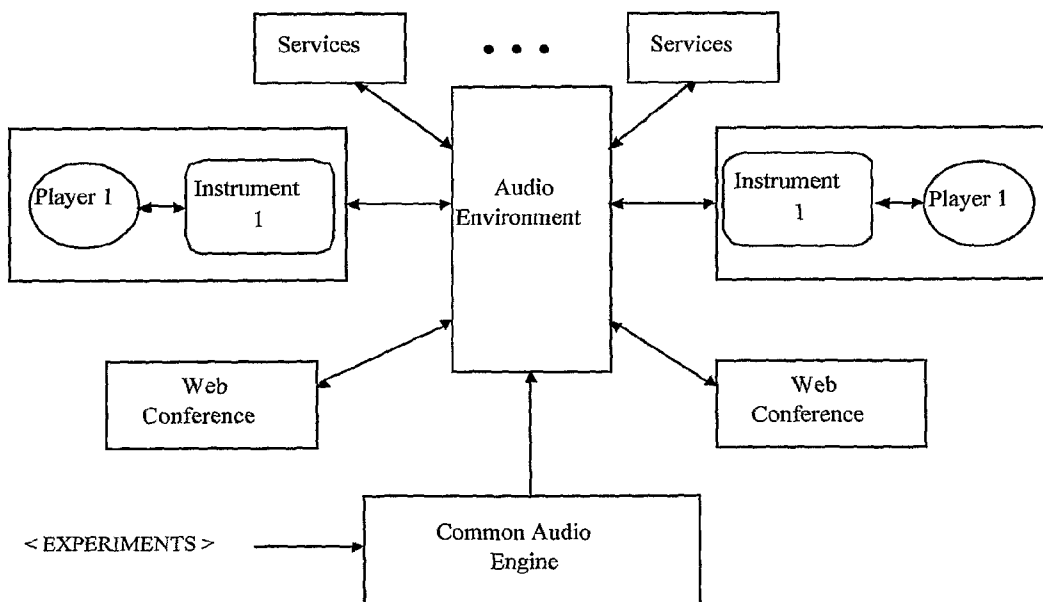 Services
Services
Player 1
Instrument
1
Audio
Environment
Instrument
1
Player 1
Web
Conference
Web
Conference
< EXPERIMENTS >
Common Audio
Engine